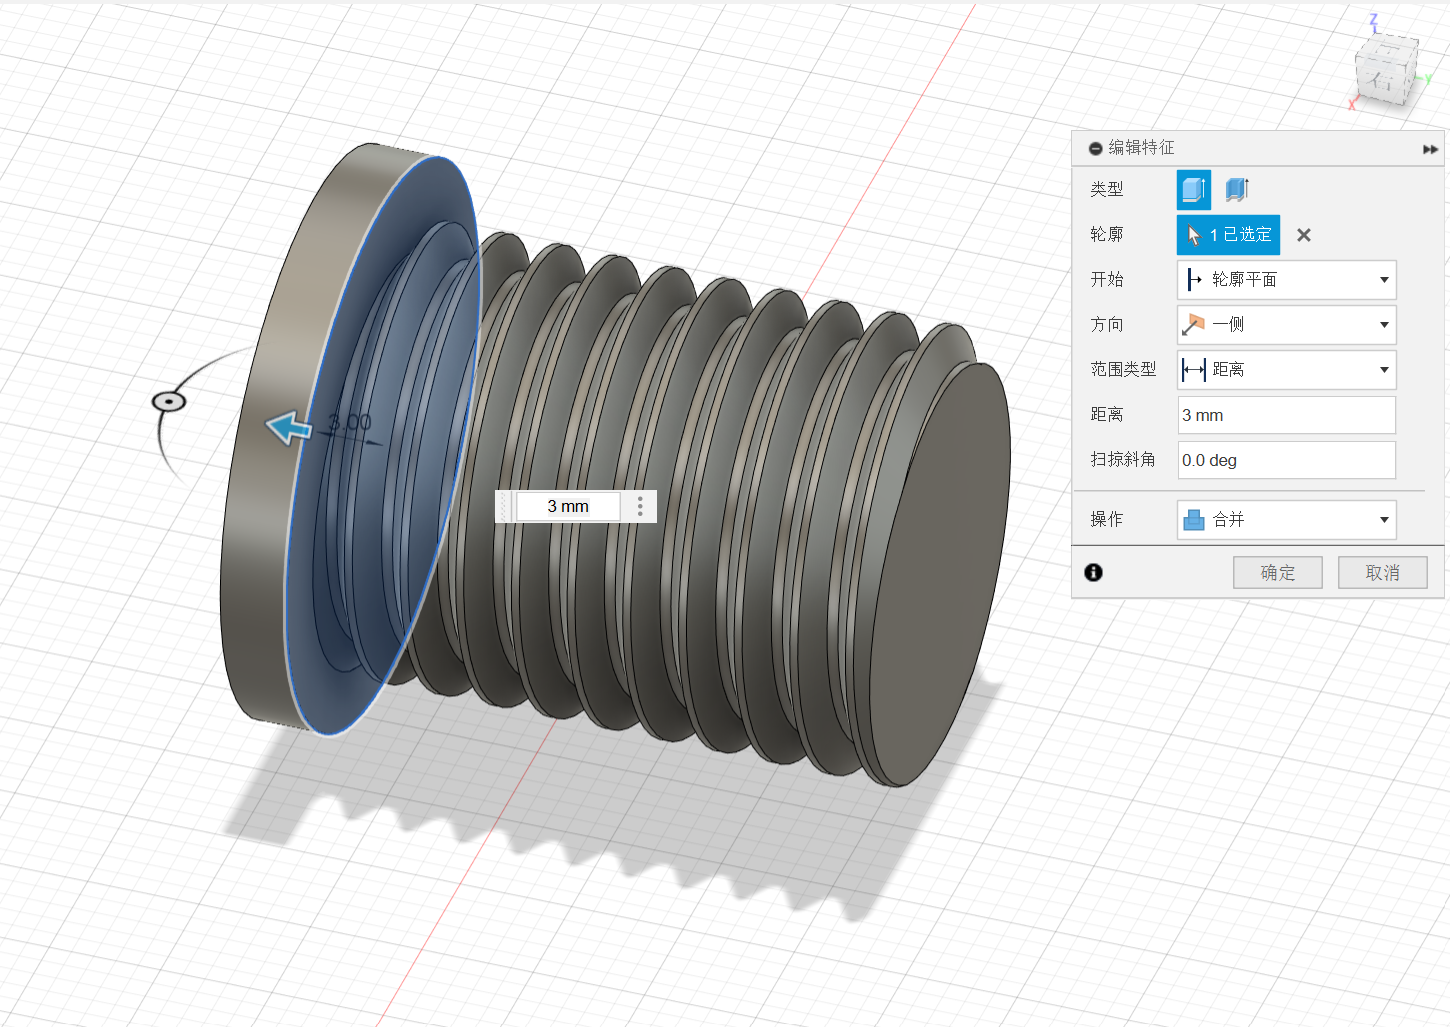 Z
Y
X
右
编辑特征
类型
轮廓 1 已选定
开始 轮廓平面
方向 一侧
范围类型 距离
距离 3 mm
扫掠斜角 0.0 deg
操作 合并
确定 取消
3.00
3 mm